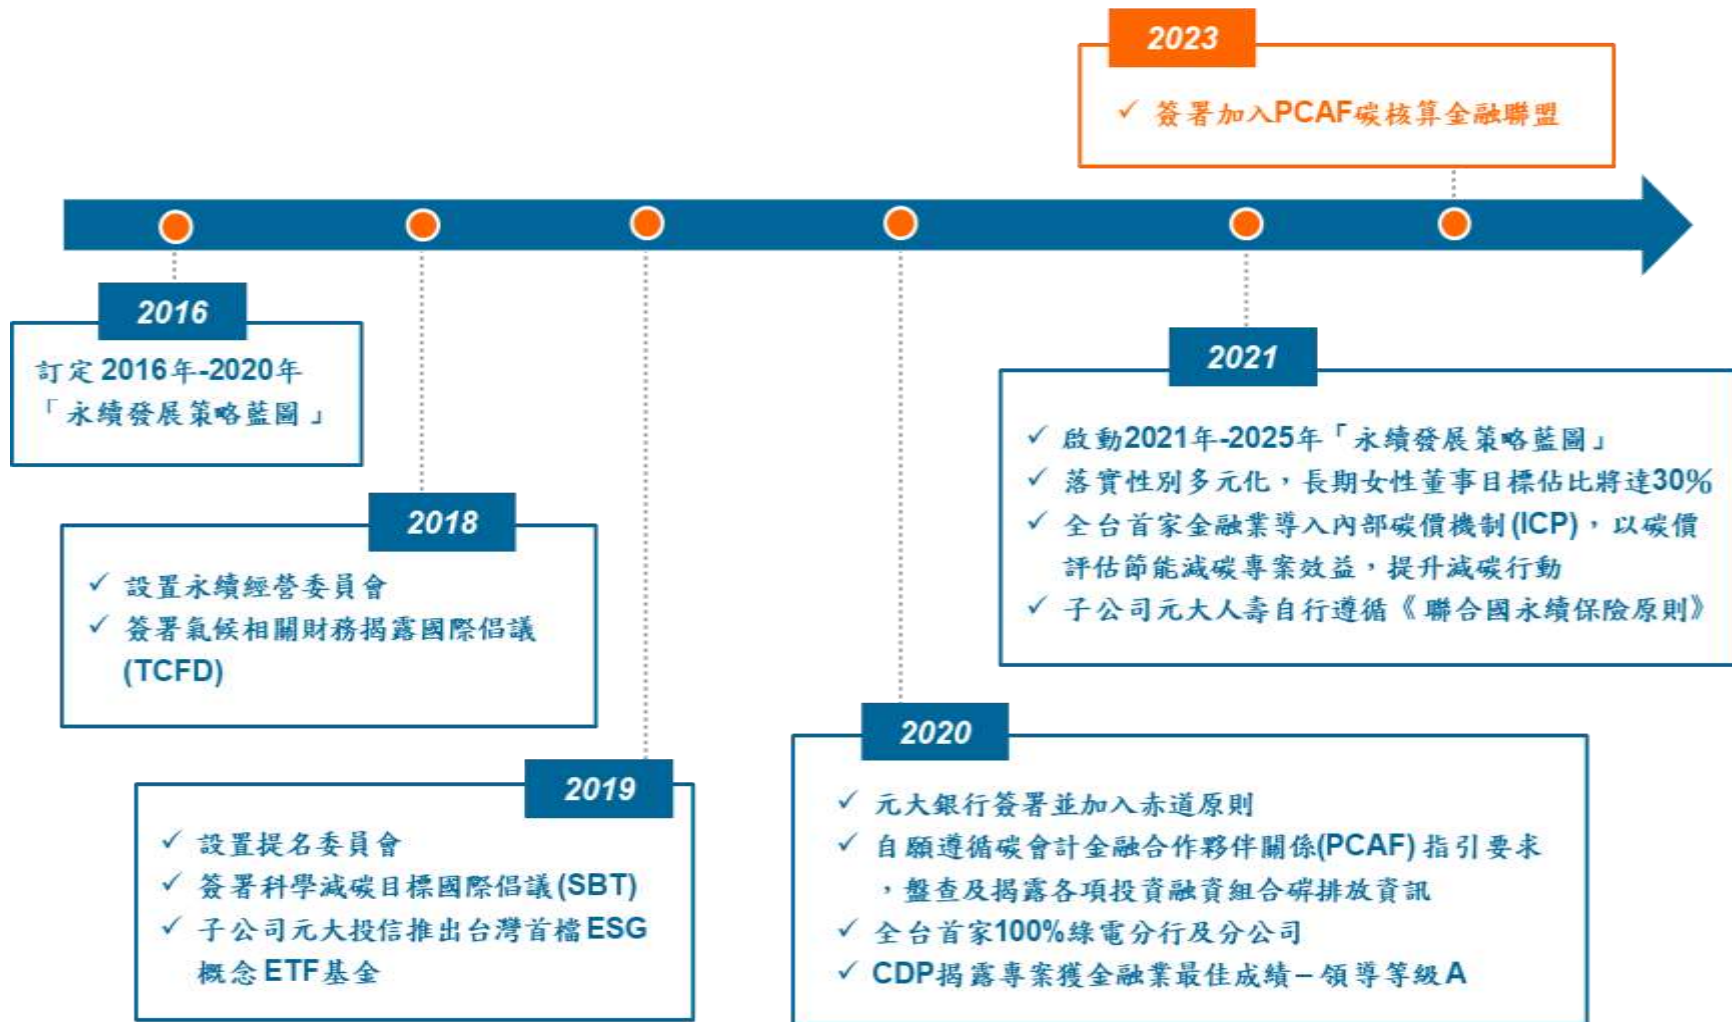 2023
✓ 簽署加入PCAF碳核算金融聯盟
2016
訂定 2016年-2020年
「永續發展策略藍圖」
2018
✓ 設置永續經營委員會
✓ 簽署氣候相關財務揭露國際倡議
(TCFD)
2019
✓ 設置提名委員會
✓ 簽署科學減碳目標國際倡議(SBT)
✓ 子公司元大投信推出台灣首檔ESG
概念ETF基金
2020
✓ 元大銀行簽署並加入赤道原則
✓ 自願遵循碳會計金融合作夥伴關係(PCAF) 指引要求
，盤查及揭露各項投資融資組合碳排放資訊
✓ 全台首家100%綠電分行及分公司
✓ CDP揭露專案獲金融業最佳成績–領導等級A
2021
✓ 啟動2021年-2025年「永續發展策略藍圖」
✓ 落實性別多元化，長期女性董事目標佔比將達30%
✓ 全台首家金融業導入內部碳價機制(ICP)，以碳價
評估節能減碳專案效益，提升減碳行動
✓ 子公司元大人壽自行遵循《聯合國永續保險原則》